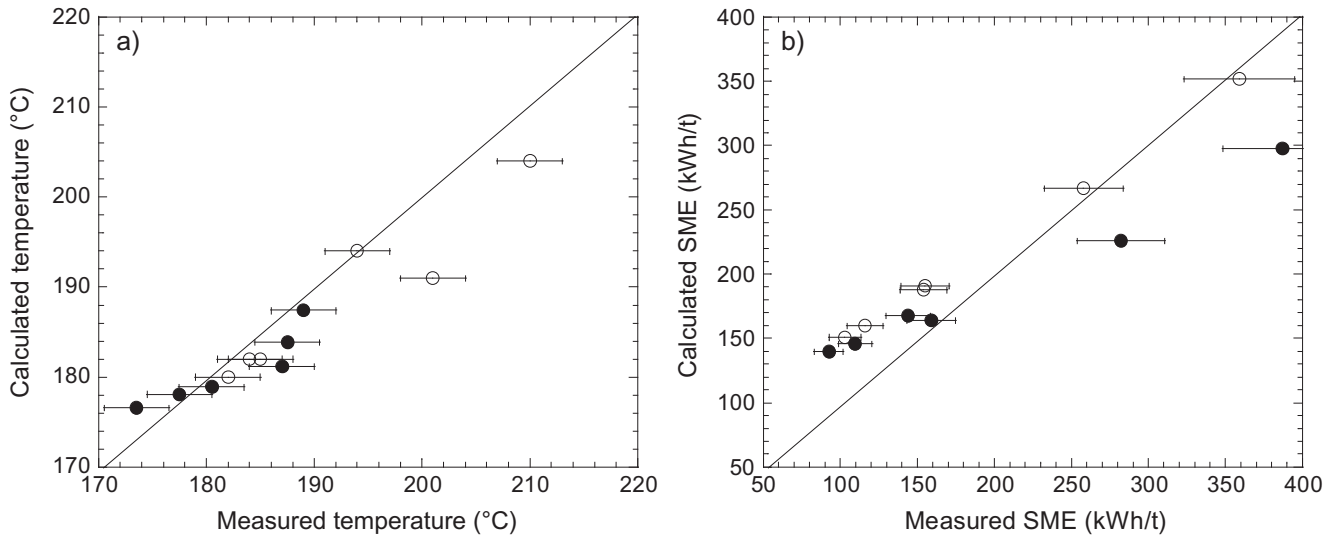 a)
Calculated temperature (°C)
220
210
200
190
180
170
170 180 190 200 210 220
Measured temperature (°C)
b)
Calculated SME (kWh/t)
400
350
300
250
200
150
100
50
50 100 150 200 250 300 350 400
Measured SME (kWh/t)